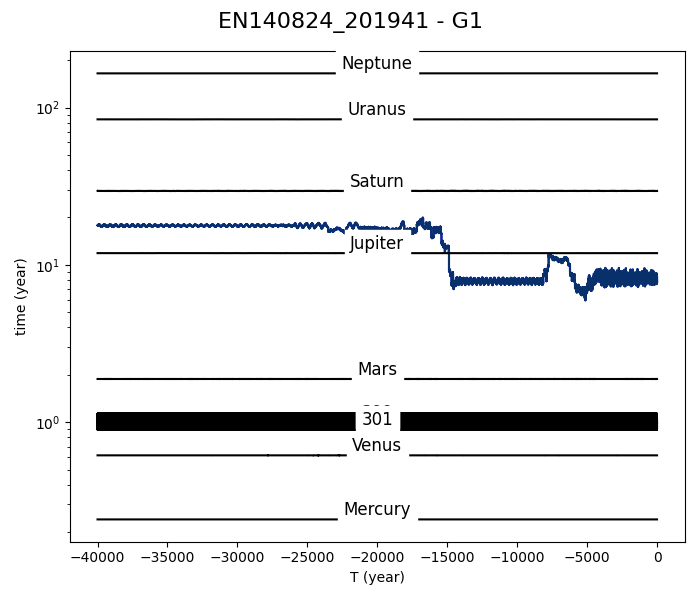 EN140824_201941 - G1
Neptune
10²
Uranus
Saturn
Jupiter
10¹
time (year)
Mars
301
10⁰
Venus
Mercury
−40000 −35000 −30000 −25000 −20000 −15000 −10000 −5000 0
T (year)